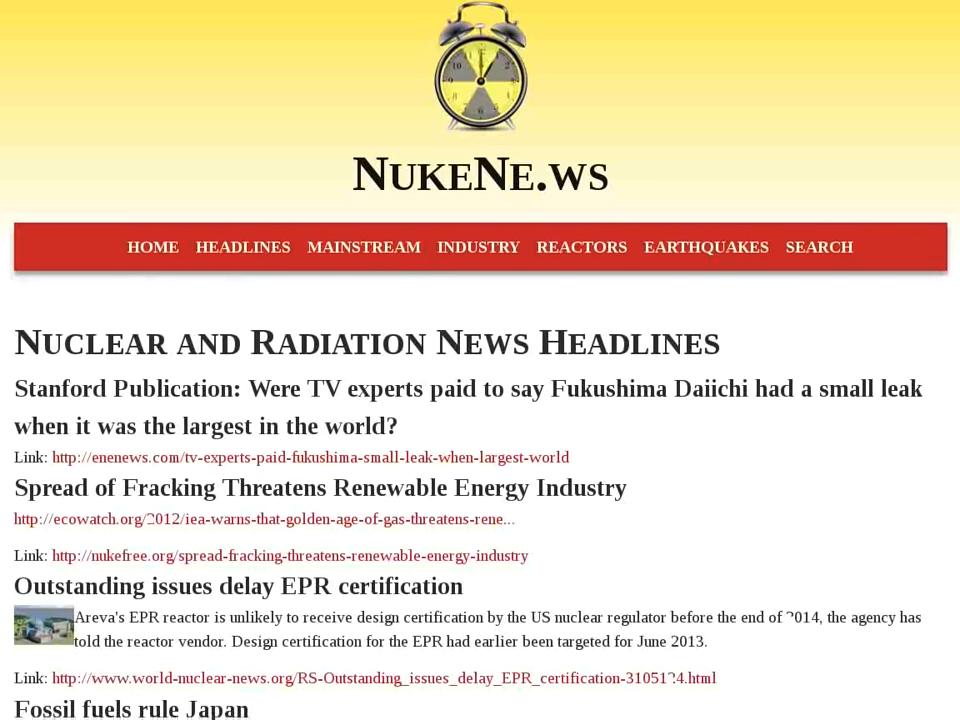 NukeNe.ws
HOME HEADLINES MAINSTREAM INDUSTRY REACTORS EARTHQUAKES SEARCH
Nuclear and Radiation News Headlines
Stanford Publication: Were TV experts paid to say Fukushima Daiichi had a small leak
when it was the largest in the world?
Link: http://enenews.com/tv-experts-paid-fukushima-small-leak-when-largest-world
Spread of Fracking Threatens Renewable Energy Industry
http://ecowatch.org/2012/iea-warns-that-golden-age-of-gas-threatens-rene...
Link: http://nukefree.org/spread-fracking-threatens-renewable-energy-industry
Outstanding issues delay EPR certification
Areva's EPR reactor is unlikely to receive design certification by the US nuclear regulator before the end of 2014, the agency has
told the reactor vendor. Design certification for the EPR had earlier been targeted for June 2013.
Link: http://www.world-nuclear-news.org/RS-Outstanding_issues_delay_EPR_certification-3105124.html
Fossil fuels rule Japan